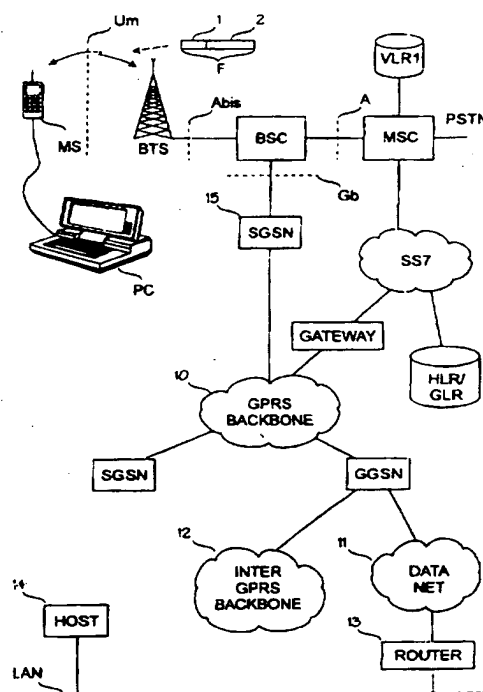 Um
1 2
F
VLR1
Abis
A
PSTN
MS
BTS
BSC
MSC
Gb
15
SGSN
PC
SS7
GATEWAY
10
GPRS
BACKBONE
HLR/
GLR
SGSN
GGSN
12
11
INTER
GPRS
BACKBONE
DATA
NET
14
13
HOST
ROUTER
LAN